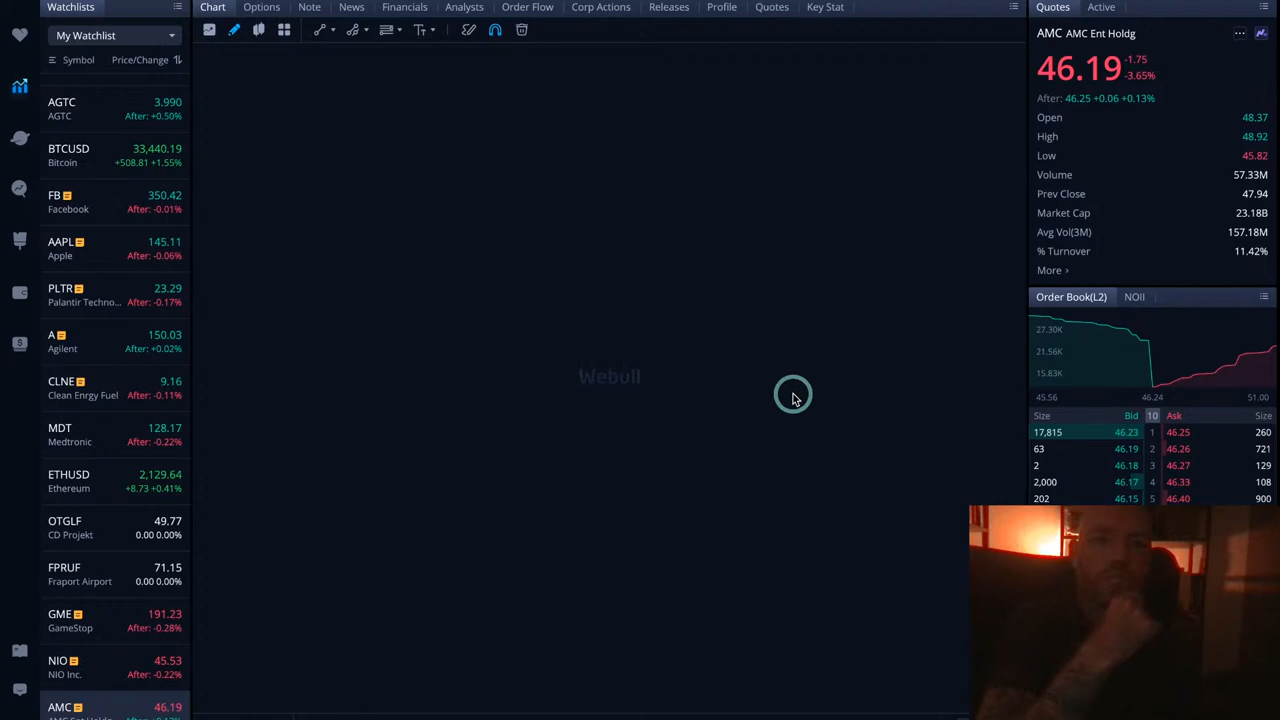 Watchlists
Chart Options Note News Financials Analysts Order Flow Corp Actions Releases Profile Quotes Key Stat
Quotes Active
My Watchlist
Symbol Price/Change
AGTC 3.990
AGTC After: +0.50%
BTCUSD 33,440.19
Bitcoin +508.81 +1.55%
FB 350.42
Facebook After: -0.01%
AAPL 145.11
Apple After: -0.06%
PLTR 23.29
Palantir Techno... After: -0.17%
A 150.03
Agilent After: +0.02%
CLNE 9.16
Clean Enrgy Fuel After: -0.11%
MDT 128.17
Medtronic After: -0.22%
ETHUSD 2,129.64
Ethereum +8.73 +0.41%
OTGLF 49.77
CD Projekt 0.00 0.00%
FPRUF 71.15
Fraport Airport 0.00 0.00%
GME 191.23
GameStop After: -0.28%
NIO 45.53
NIO Inc. After: -0.22%
AMC 46.19
Webull
AMC AMC Ent Holdg
46.19 -1.75
-3.65%
After: 46.25 +0.06 +0.13%
Open 48.37
High 48.92
Low 45.82
Volume 57.33M
Prev Close 47.94
Market Cap 23.18B
Avg Vol(3M) 157.18M
% Turnover 11.42%
More >
Order Book(L2) NOII
27.30K
21.56K
15.83K
45.56 46.24 51.00
Size Bid 10 Ask Size
17,815 46.23 1 46.25 260
63 46.19 2 46.26 721
2 46.18 3 46.27 129
2,000 46.17 4 46.33 108
202 46.15 5 46.40 900